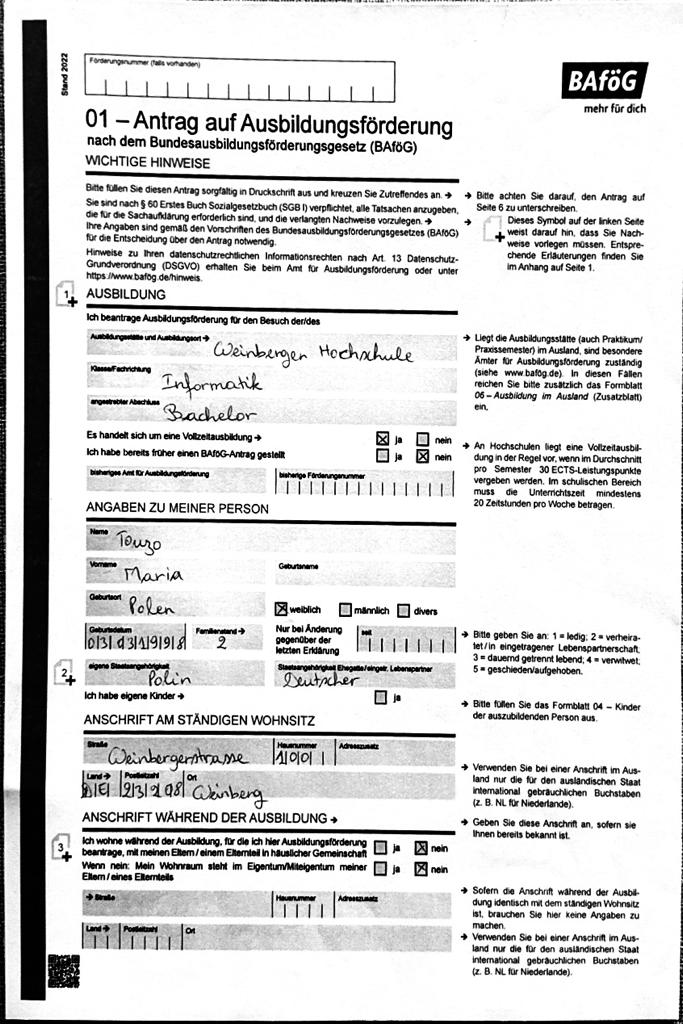 Stand 2022
Förderungsnummer (falls vorhanden)
BAföG
mehr für dich
01 – Antrag auf Ausbildungsförderung
nach dem Bundesausbildungsförderungsgesetz (BAföG)
WICHTIGE HINWEISE
Bitte füllen Sie diesen Antrag sorgfältig in Druckschrift aus und kreuzen Sie Zutreffendes an. →
Sie sind nach § 60 Erstes Buch Sozialgesetzbuch (SGB I) verpflichtet, alle Tatsachen anzugeben,
die für die Sachaufklärung erforderlich sind, und die verlangten Nachweise vorzulegen. →
Ihre Angaben sind gemäß den Vorschriften des Bundesausbildungsförderungsgesetzes (BAföG)
für die Entscheidung über den Antrag notwendig.
Hinweise zu Ihren datenschutzrechtlichen Informationsrechten nach Art. 13 Datenschutz-
Grundverordnung (DSGVO) erhalten Sie beim Amt für Ausbildungsförderung oder unter
https://www.bafög.de/hinweis.
→ Bitte achten Sie darauf, den Antrag auf
Seite 6 zu unterschreiben.
→ Dieses Symbol auf der linken Seite
weist darauf hin, dass Sie Nach-
weise vorlegen müssen. Entspre-
chende Erläuterungen finden Sie
im Anhang auf Seite 1.
1 AUSBILDUNG
Ich beantrage Ausbildungsförderung für den Besuch der/des
Ausbildungsstätte und Ausbildungsort →
Weinberger Hochschule
Klasse/Fachrichtung
Informatik
angestrebter Abschluss
Bachelor
→ Liegt die Ausbildungsstätte (auch Praktikum/
Praxissemester) im Ausland, sind besondere
Ämter für Ausbildungsförderung zuständig
(siehe www.bafög.de). In diesen Fällen
reichen Sie bitte zusätzlich das Formblatt
06 – Ausbildung im Ausland (Zusatzblatt)
ein.
Es handelt sich um eine Vollzeitausbildung → ☒ ja ☐ nein
Ich habe bereits früher einen BAföG-Antrag gestellt ☐ ja ☒ nein
bisheriges Amt für Ausbildungsförderung bisherige Förderungsnummer
→ An Hochschulen liegt eine Vollzeitausbil-
dung in der Regel vor, wenn im Durchschnitt
pro Semester 30 ECTS-Leistungspunkte
vergeben werden. Im schulischen Bereich
muss die Unterrichtszeit mindestens
20 Zeitstunden pro Woche betragen.
ANGABEN ZU MEINER PERSON
Name
Touzo
Vorname Geburtsname
Maria
Geburtsort
Polen ☒ weiblich ☐ männlich ☐ divers
Geburtsdatum Familienstand → Nur bei Änderung gegenüber der letzten Erklärung seit
2
→ Bitte geben Sie an: 1 = ledig; 2 = verheira-
tet / in eingetragener Lebenspartnerschaft;
3 = dauernd getrennt lebend; 4 = verwitwet;
5 = geschieden/aufgehoben.
2 eigene Staatsangehörigkeit Staatsangehörigkeit Ehegatte/eingetr. Lebenspartner
Polin Deutscher
Ich habe eigene Kinder → ☐ ja
→ Bitte füllen Sie das Formblatt 04 – Kinder
der auszubildenden Person aus.
ANSCHRIFT AM STÄNDIGEN WOHNSITZ
Straße Hausnummer Adresszusatz
Weinbergerstrasse 100
Land → Postleitzahl Ort
DE Weinberg
→ Verwenden Sie bei einer Anschrift im Aus-
land nur die für den ausländischen Staat
international gebräuchlichen Buchstaben
(z. B. NL für Niederlande).
ANSCHRIFT WÄHREND DER AUSBILDUNG →
→ Geben Sie diese Anschrift an, sofern sie
Ihnen bereits bekannt ist.
3 Ich wohne während der Ausbildung, für die ich hier Ausbildungsförderung
beantrage, mit meinen Eltern / einem Elternteil in häuslicher Gemeinschaft ☐ ja ☒ nein
Wenn nein: Mein Wohnraum steht im Eigentum/Miteigentum meiner
Eltern / eines Elternteils ☐ ja ☒ nein
→ Straße Hausnummer Adresszusatz
Land → Postleitzahl Ort
→ Sofern die Anschrift während der Ausbil-
dung identisch mit dem ständigen Wohnsitz
ist, brauchen Sie hier keine Angaben zu
machen.
→ Verwenden Sie bei einer Anschrift im Aus-
land nur die für den ausländischen Staat
international gebräuchlichen Buchstaben
(z. B. NL für Niederlande).